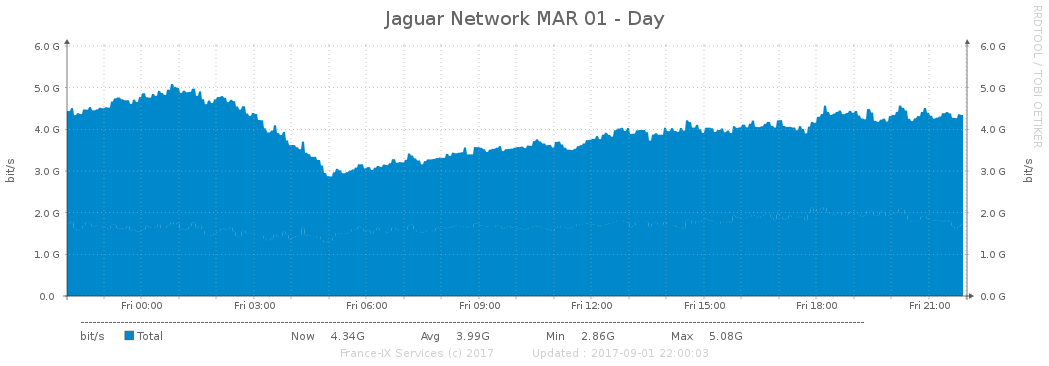 Jaguar Network MAR 01 - Day
RRDTOOL / TOBI OETIKER
6.0 G 6.0 G
5.0 G 5.0 G
4.0 G 4.0 G
3.0 G 3.0 G
2.0 G 2.0 G
1.0 G 1.0 G
0.0 0.0 G
bit/s bit/s
Fri 00:00 Fri 03:00 Fri 06:00 Fri 09:00 Fri 12:00 Fri 15:00 Fri 18:00 Fri 21:00
bit/s Total Now 4.34G Avg 3.99G Min 2.86G Max 5.08G
France-IX Services (c) 2017 Updated : 2017-09-01 22:00:03